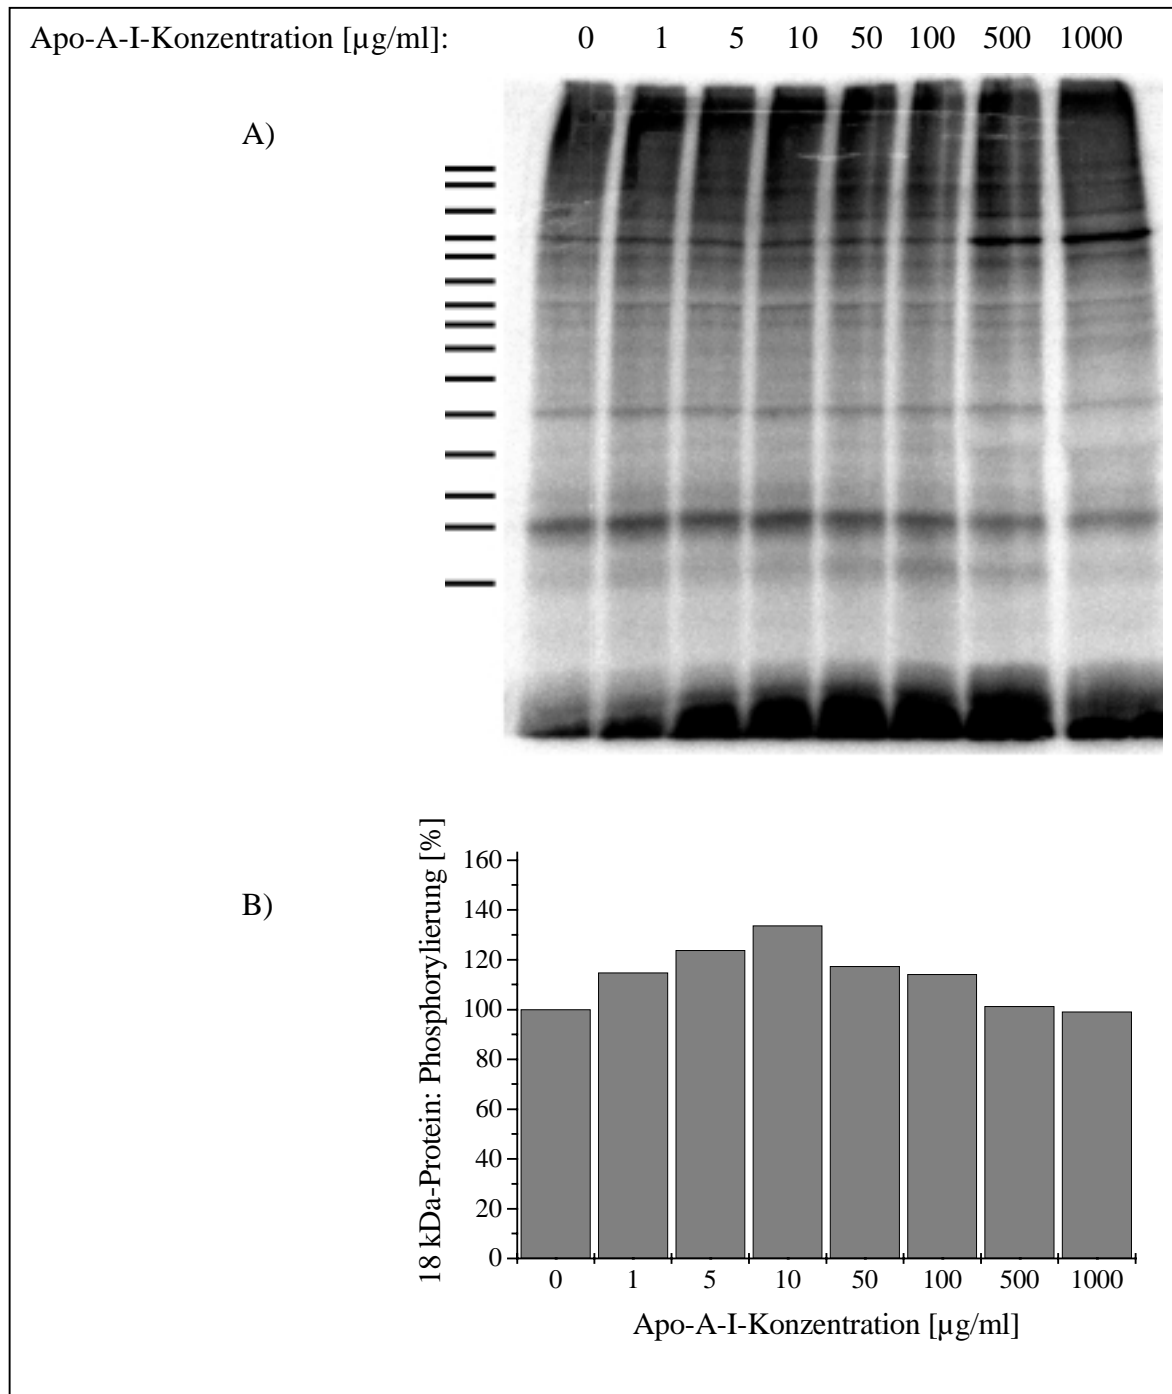 Apo-A-I-Konzentration [µg/ml]: 0 1 5 10 50 100 500 1000
A)
B)
18 kDa-Protein: Phosphorylierung [%]
160
140
120
100
80
60
40
20
0
0 1 5 10 50 100 500 1000
Apo-A-I-Konzentration [µg/ml]